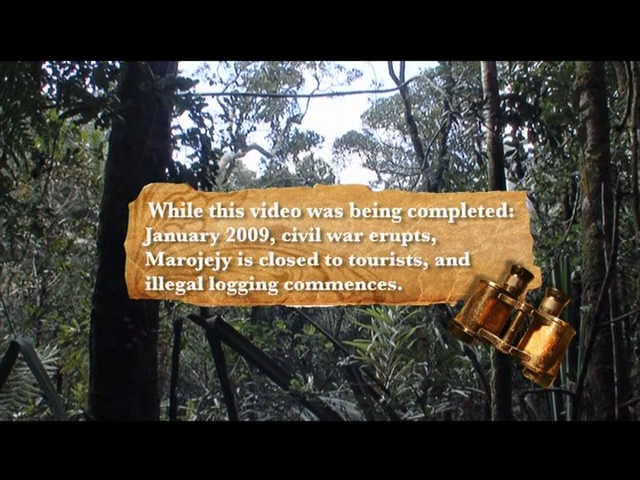 While this video was being completed:
January 2009, civil war erupts,
Marojejy is closed to tourists, and
illegal logging commences.